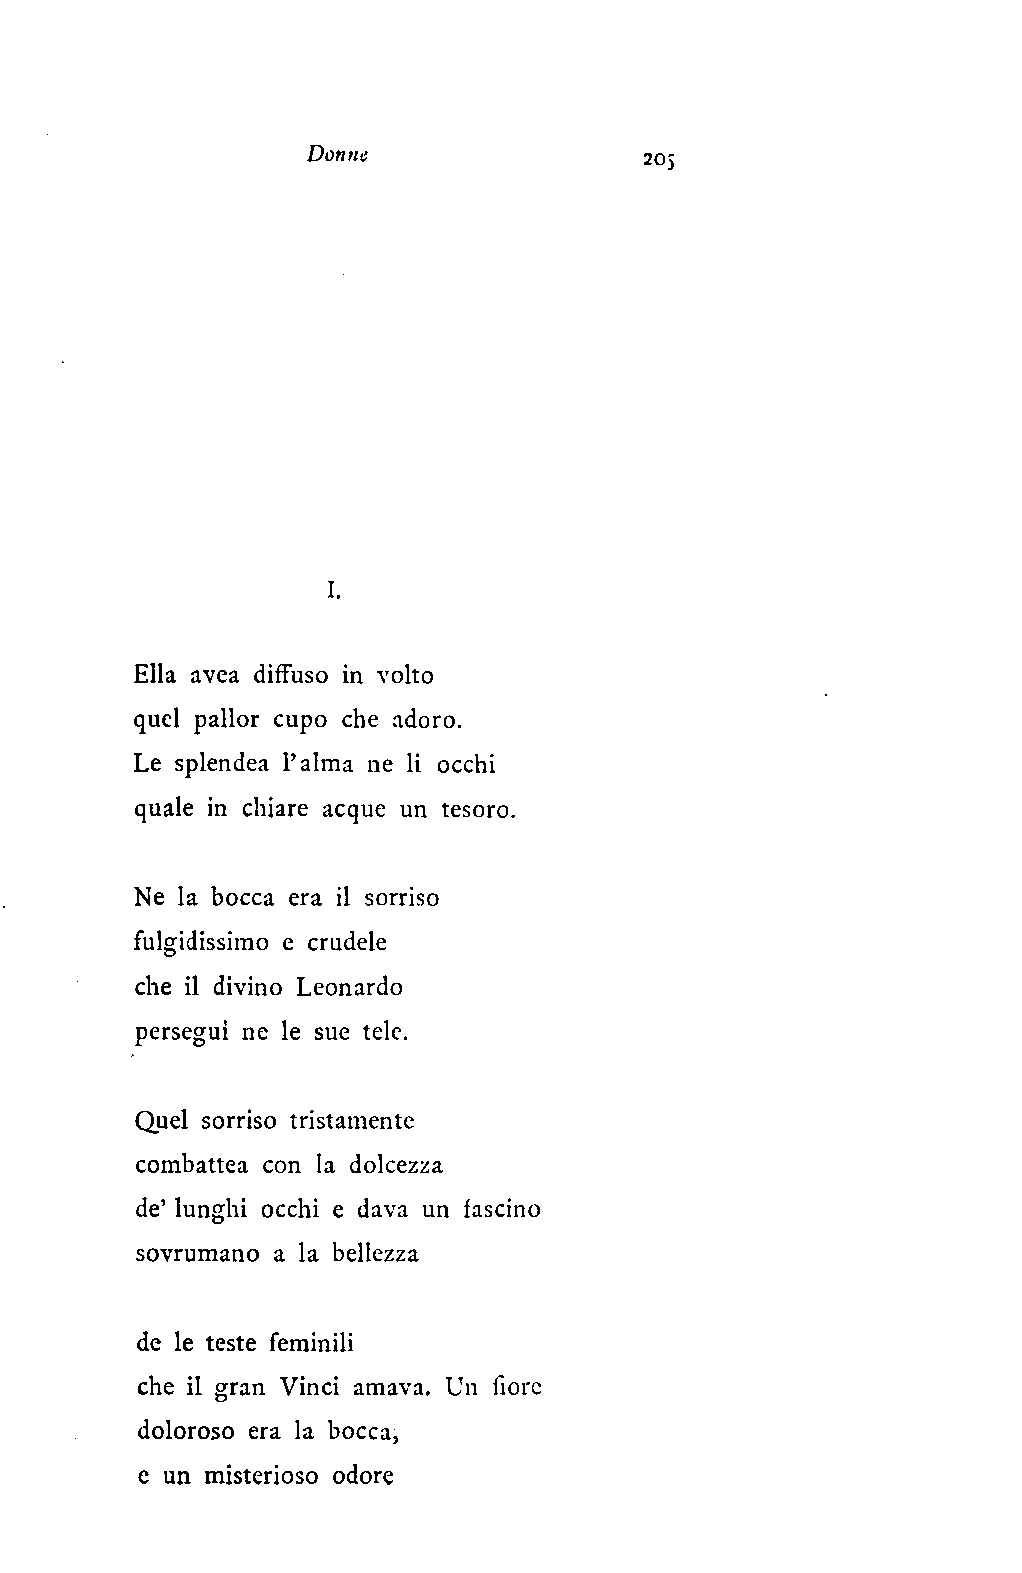 Donne 205
I.
Ella avea diffuso in volto
quel pallor cupo che adoro.
Le splendea l'alma ne li occhi
quale in chiare acque un tesoro.
Ne la bocca era il sorriso
fulgidissimo e crudele
che il divino Leonardo
perseguì ne le sue tele.
Quel sorriso tristamente
combattea con la dolcezza
de' lunghi occhi e dava un fascino
sovrumano a la bellezza
de le teste feminili
che il gran Vinci amava. Un fiore
doloroso era la bocca,
e un misterioso odore